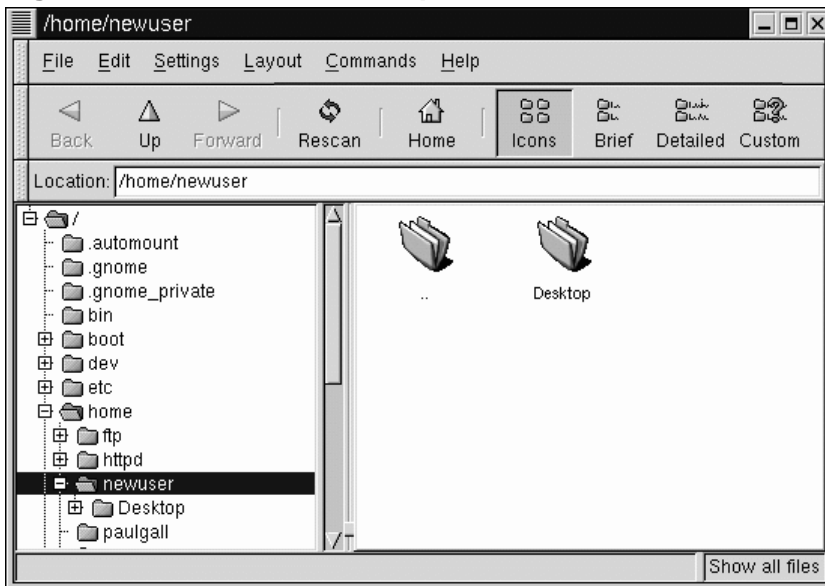 /home/newuser
File Edit Settings Layout Commands Help
Back Up Forward Rescan Home Icons Brief Detailed Custom
Location: /home/newuser
/
.automount
.gnome
.gnome_private
bin
boot
dev
etc
home
ftp
httpd
newuser
Desktop
paulgall
.. Desktop
Show all files